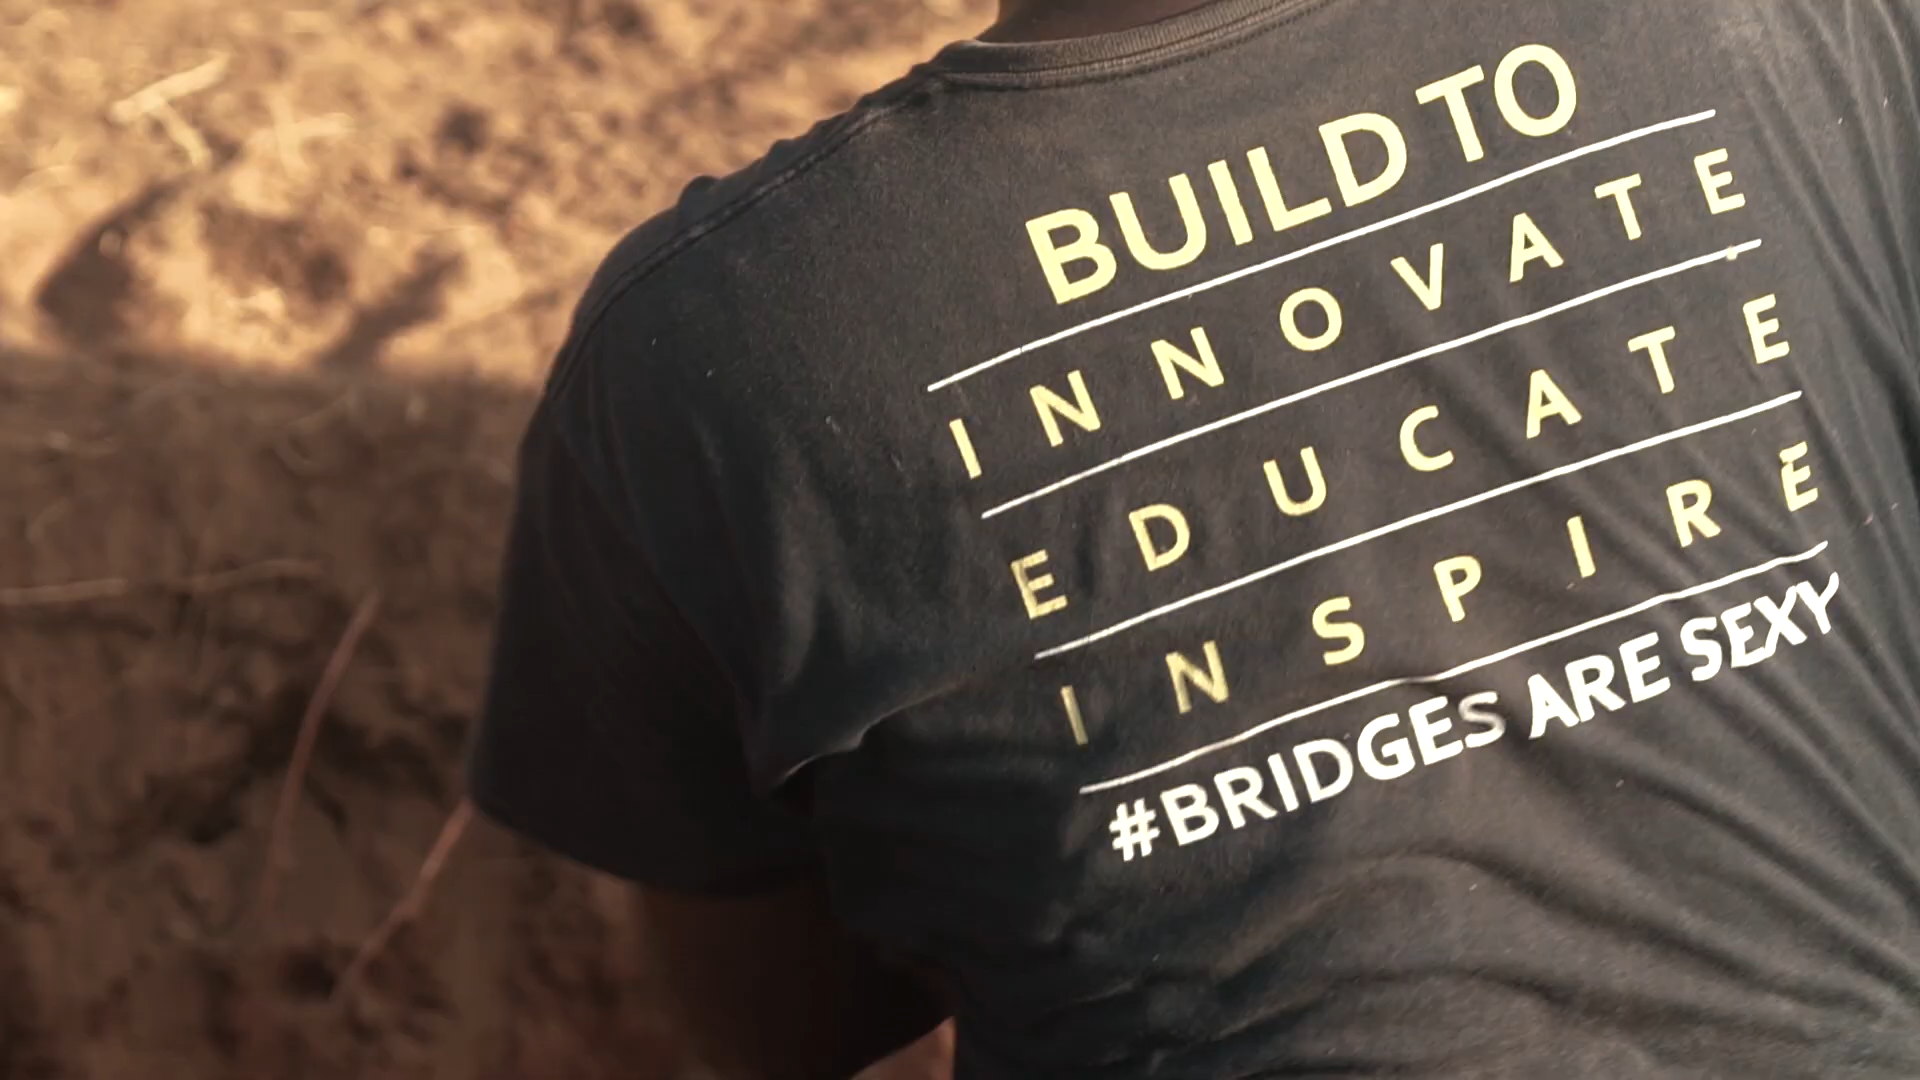 BUILD TO
INNOVATE
EDUCATE
INSPIRE
#BRIDGES ARE SEXY